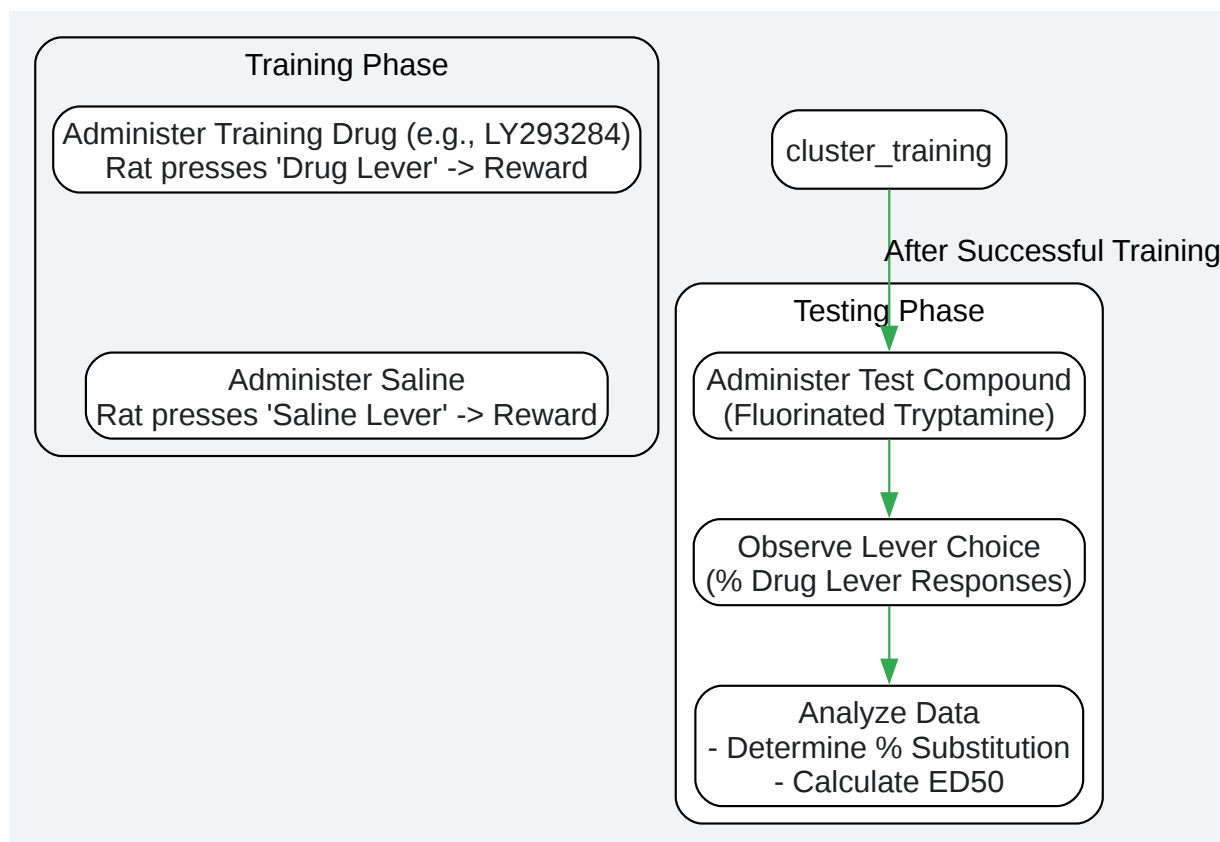 Training Phase
Administer Training Drug (e.g., LY293284)
Rat presses 'Drug Lever' -> Reward
Administer Saline
Rat presses 'Saline Lever' -> Reward
cluster_training
After Successful Training
Testing Phase
Administer Test Compound
(Fluorinated Tryptamine)
Observe Lever Choice
(% Drug Lever Responses)
Analyze Data
- Determine % Substitution
- Calculate ED50